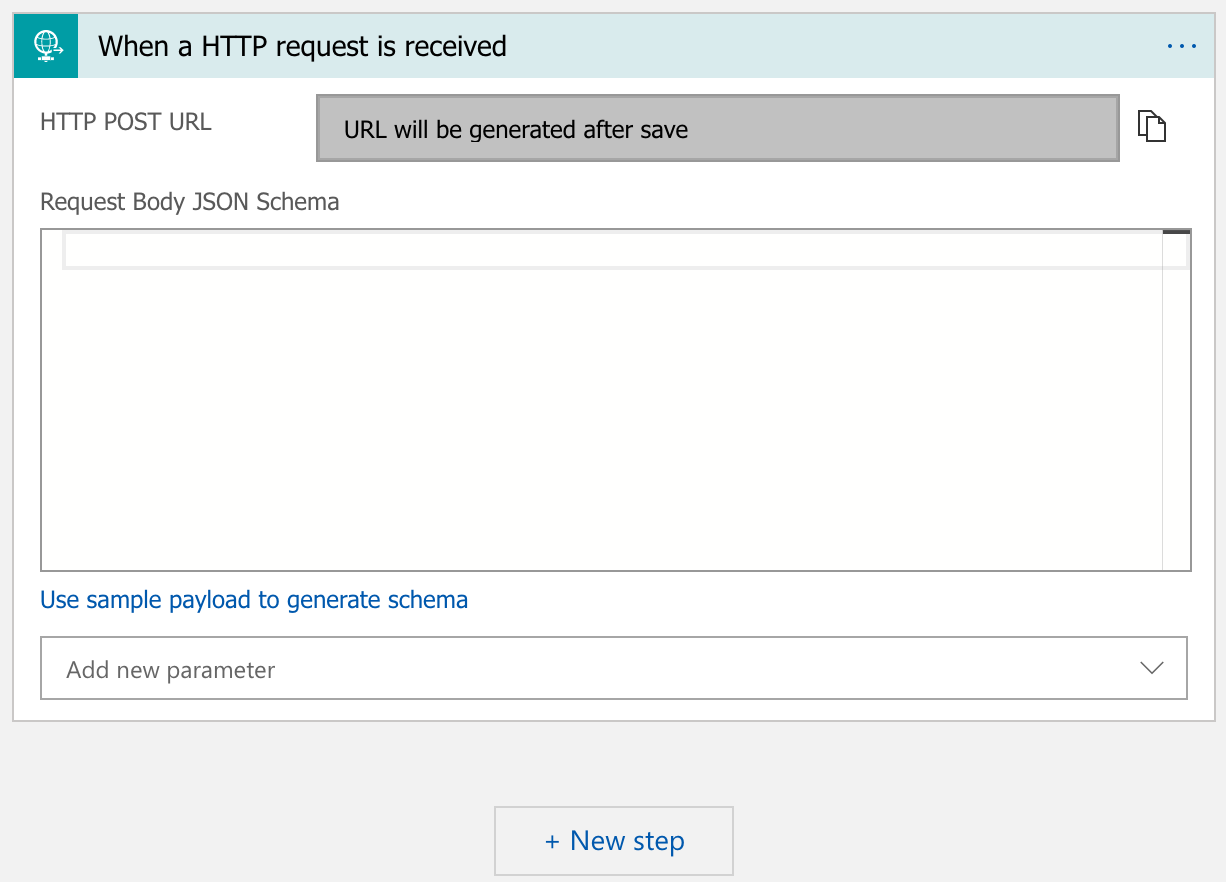 When a HTTP request is received
HTTP POST URL
URL will be generated after save
Request Body JSON Schema
Use sample payload to generate schema
Add new parameter
+ New step